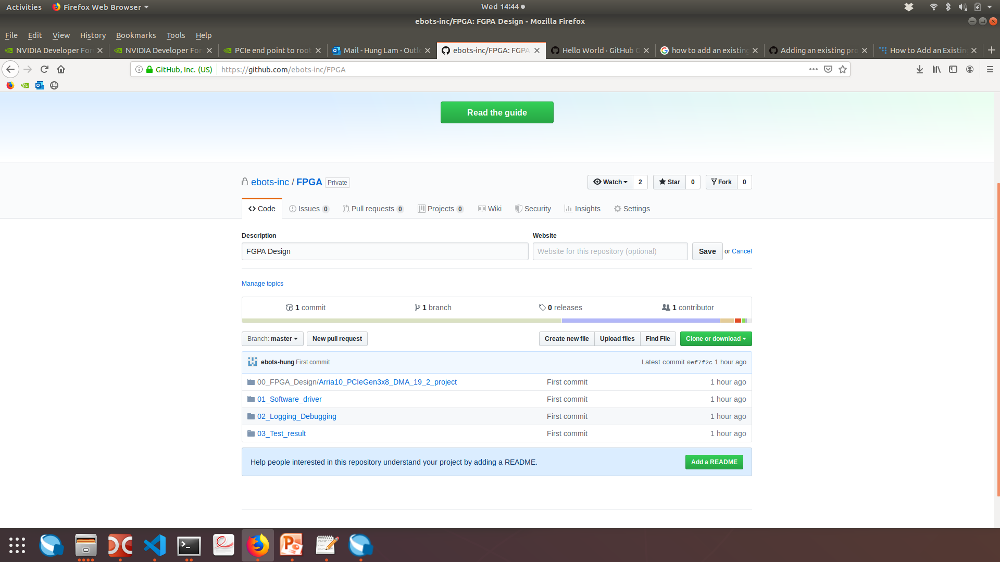 Activities Firefox Web Browser Wed 14:44
ebots-inc/FPGA: FGPA Design - Mozilla Firefox
File Edit View History Bookmarks Tools Help
NVIDIA Developer For NVIDIA Developer For PCIe end point to root Mail - Hung Lam - Outl ebots-inc/FPGA: FGPA Hello World · GitHub G how to add an existing Adding an existing pro How to Add an Existin
GitHub, Inc. (US) https://github.com/ebots-inc/FPGA
Read the guide
ebots-inc / FPGA Private Watch 2 Star 0 Fork 0
Code Issues 0 Pull requests 0 Projects 0 Wiki Security Insights Settings
Description Website
FGPA Design Website for this repository (optional) Save or Cancel
Manage topics
1 commit 1 branch 0 releases 1 contributor
Branch: master New pull request Create new file Upload files Find File Clone or download
ebots-hung First commit Latest commit 0ef7f2c 1 hour ago
00_FPGA_Design/Arria10_PCIeGen3x8_DMA_19_2_project First commit 1 hour ago
01_Software_driver First commit 1 hour ago
02_Logging_Debugging First commit 1 hour ago
03_Test_result First commit 1 hour ago
Help people interested in this repository understand your project by adding a README. Add a README